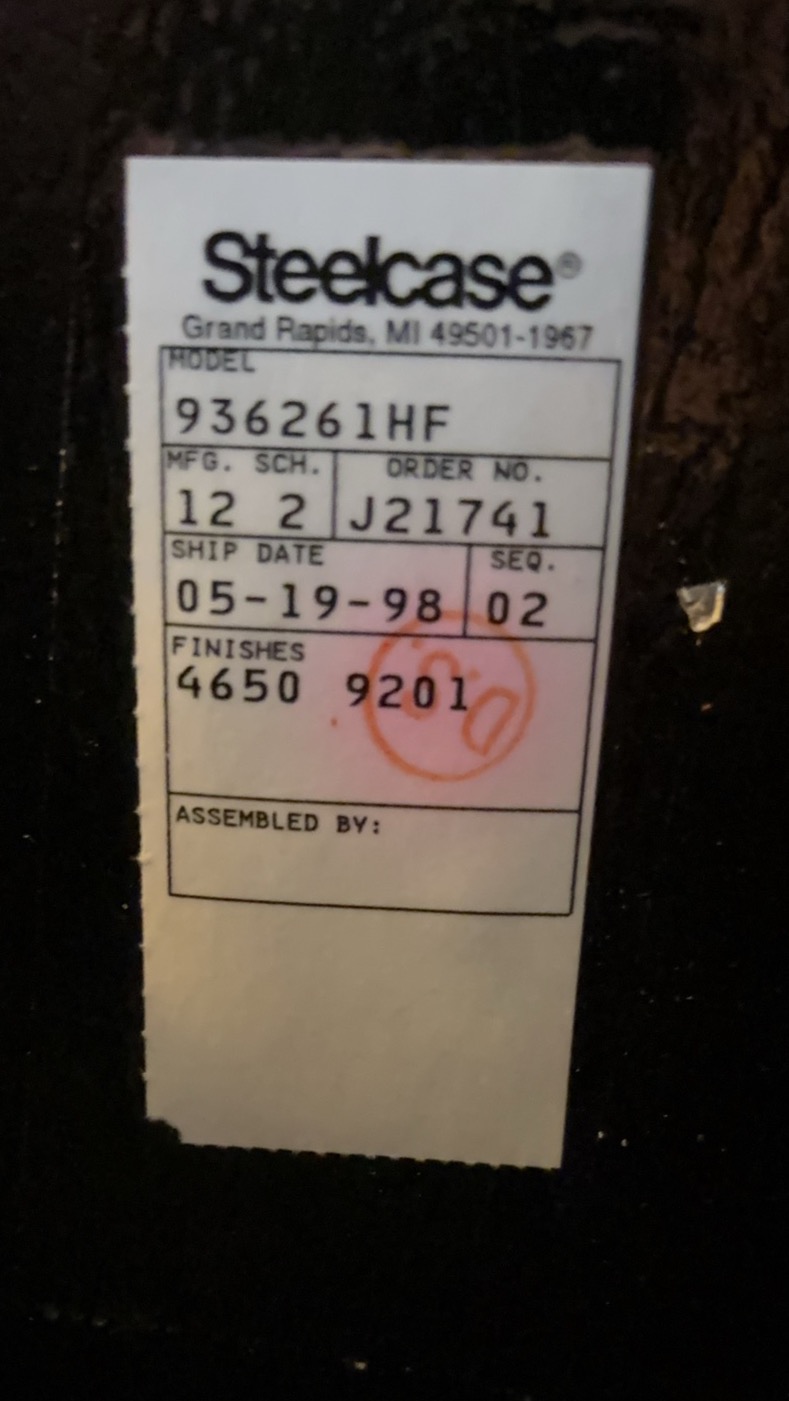 Steelcase®
Grand Rapids, MI 49501-1967
MODEL
936261HF
MFG. SCH. ORDER NO.
12 2 J21741
SHIP DATE SEQ.
05-19-98 02
FINISHES
4650 9201
D.S.
ASSEMBLED BY: